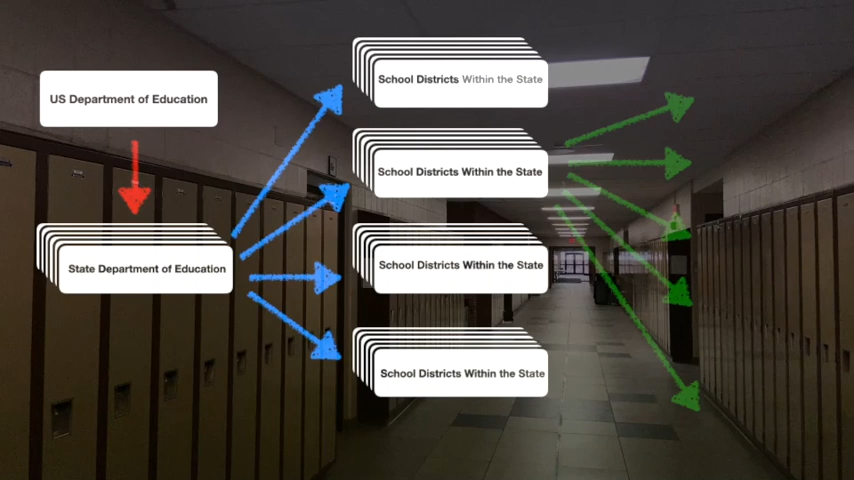 US Department of Education
State Department of Education
School Districts Within the State
School Districts Within the State
School Districts Within the State
School Districts Within the State